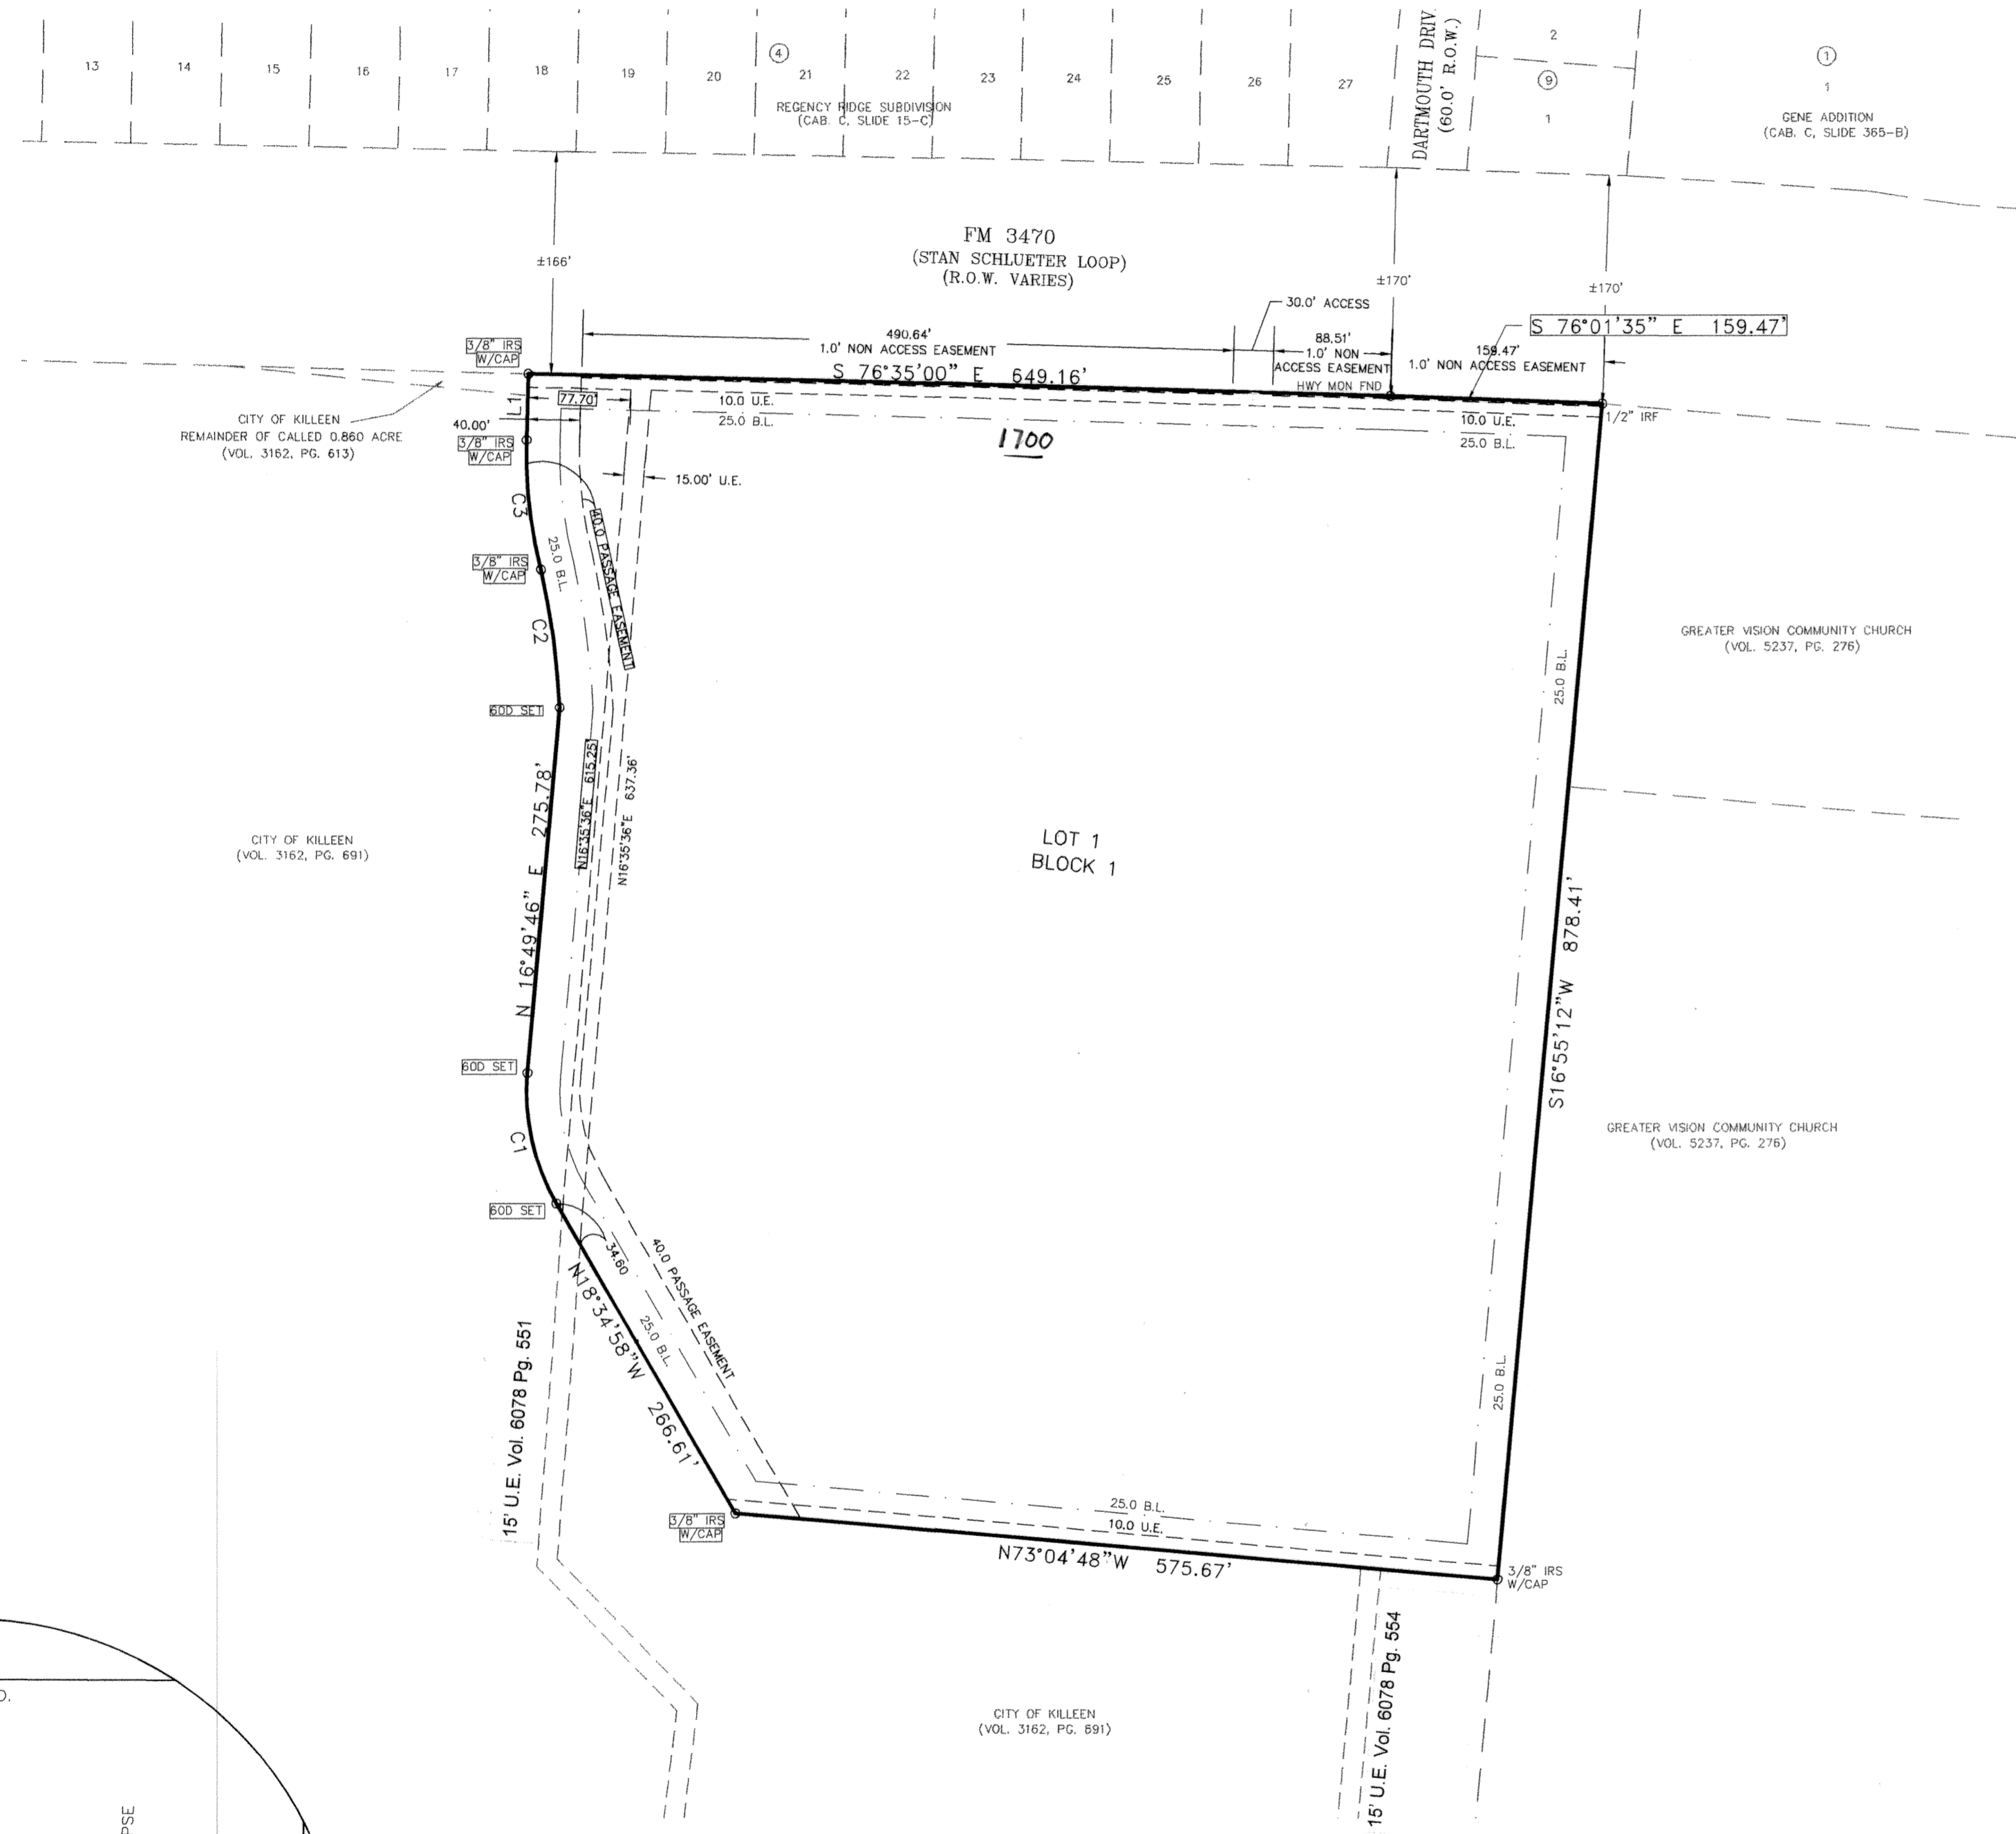 13
14
15
16
17
18
19
20
④
21
22
23
24
25
26
27
REGENCY RIDGE SUBDIVISION
(CAB. C, SLIDE 15-C)
DARTMOUTH DRIV.
(60.0' R.O.W.)
2
⑨
1
①
1
GENE ADDITION
(CAB. C, SLIDE 365-B)
FM 3470
(STAN SCHLUETER LOOP)
(R.O.W. VARIES)
±166'
±170'
±170'
30.0' ACCESS
S 76°01'35" E 159.47'
490.64'
1.0' NON ACCESS EASEMENT
88.51'
1.0' NON
ACCESS EASEMENT
159.47'
1.0' NON ACCESS EASEMENT
HWY MON FND
S 76°35'00" E 649.16'
3/8" IRS
W/CAP
L1
77.70'
40.00'
10.0 U.E.
25.0 B.L.
10.0 U.E.
25.0 B.L.
1/2" IRF
1700
CITY OF KILLEEN
REMAINDER OF CALLED 0.860 ACRE
(VOL. 3162, PG. 613)
3/8" IRS
W/CAP
15.00' U.E.
C3
25.0 B.L.
40.0 PASSAGE EASEMENT
3/8" IRS
W/CAP
C2
60D SET
GREATER VISION COMMUNITY CHURCH
(VOL. 5237, PG. 276)
25.0 B.L.
N16°35'36"E 615.25'
N16°35'36"E 637.36'
N 16°49'46" E 275.78'
CITY OF KILLEEN
(VOL. 3162, PG. 691)
LOT 1
BLOCK 1
S16°55'12"W 878.41'
60D SET
C1
GREATER VISION COMMUNITY CHURCH
(VOL. 5237, PG. 276)
60D SET
34.60
40.0 PASSAGE EASEMENT
N18°34'58"W 266.61'
25.0 B.L.
25.0 B.L.
15' U.E. Vol. 6078 Pg. 551
3/8" IRS
W/CAP
25.0 B.L.
10.0 U.E.
N73°04'48"W 575.67'
3/8" IRS
W/CAP
15' U.E. Vol. 6078 Pg. 554
CITY OF KILLEEN
(VOL. 3162, PG. 691)
O.
PSE